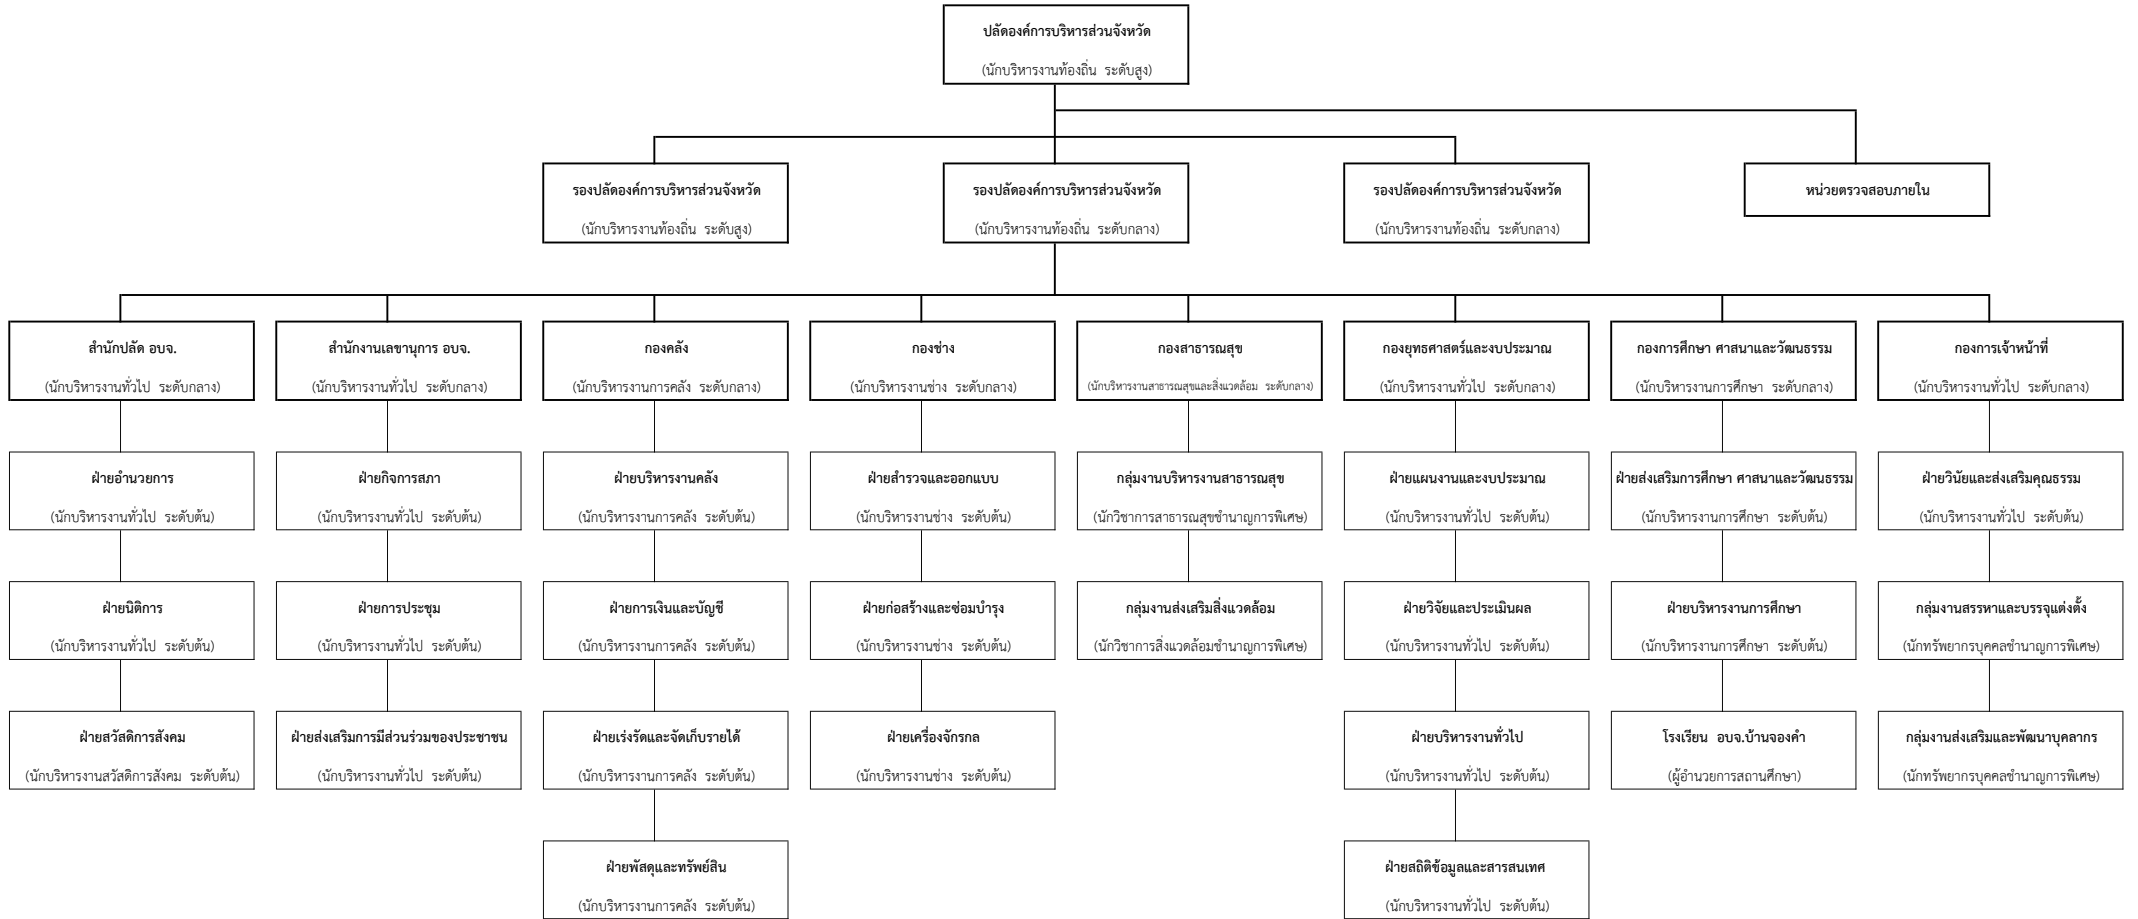 ปลัดองค์การบริหารส่วนจังหวัด
(นักบริหารงานท้องถิ่น ระดับสูง)
รองปลัดองค์การบริหารส่วนจังหวัด
(นักบริหารงานท้องถิ่น ระดับสูง)
รองปลัดองค์การบริหารส่วนจังหวัด
(นักบริหารงานท้องถิ่น ระดับกลาง)
รองปลัดองค์การบริหารส่วนจังหวัด
(นักบริหารงานท้องถิ่น ระดับกลาง)
หน่วยตรวจสอบภายใน
สำนักปลัด อบจ.
(นักบริหารงานทั่วไป ระดับกลาง)
สำนักงานเลขานุการ อบจ.
(นักบริหารงานทั่วไป ระดับกลาง)
กองคลัง
(นักบริหารงานการคลัง ระดับกลาง)
กองช่าง
(นักบริหารงานช่าง ระดับกลาง)
กองสาธารณสุข
(นักบริหารงานสาธารณสุขและสิ่งแวดล้อม ระดับกลาง)
กองยุทธศาสตร์และงบประมาณ
(นักบริหารงานทั่วไป ระดับกลาง)
กองการศึกษา ศาสนาและวัฒนธรรม
(นักบริหารงานการศึกษา ระดับกลาง)
กองการเจ้าหน้าที่
(นักบริหารงานทั่วไป ระดับกลาง)
ฝ่ายอำนวยการ
(นักบริหารงานทั่วไป ระดับต้น)
ฝ่ายกิจการสภา
(นักบริหารงานทั่วไป ระดับต้น)
ฝ่ายบริหารงานคลัง
(นักบริหารงานการคลัง ระดับต้น)
ฝ่ายสำรวจและออกแบบ
(นักบริหารงานช่าง ระดับต้น)
กลุ่มงานบริหารงานสาธารณสุข
(นักวิชาการสาธารณสุขชำนาญการพิเศษ)
ฝ่ายแผนงานและงบประมาณ
(นักบริหารงานทั่วไป ระดับต้น)
ฝ่ายส่งเสริมการศึกษา ศาสนาและวัฒนธรรม
(นักบริหารงานการศึกษา ระดับต้น)
ฝ่ายวินัยและส่งเสริมคุณธรรม
(นักบริหารงานทั่วไป ระดับต้น)
ฝ่ายนิติการ
(นักบริหารงานทั่วไป ระดับต้น)
ฝ่ายการประชุม
(นักบริหารงานทั่วไป ระดับต้น)
ฝ่ายการเงินและบัญชี
(นักบริหารงานการคลัง ระดับต้น)
ฝ่ายก่อสร้างและซ่อมบำรุง
(นักบริหารงานช่าง ระดับต้น)
กลุ่มงานส่งเสริมสิ่งแวดล้อม
(นักวิชาการสิ่งแวดล้อมชำนาญการพิเศษ)
ฝ่ายวิจัยและประเมินผล
(นักบริหารงานทั่วไป ระดับต้น)
ฝ่ายบริหารงานการศึกษา
(นักบริหารงานการศึกษา ระดับต้น)
กลุ่มงานสรรหาและบรรจุแต่งตั้ง
(นักทรัพยากรบุคคลชำนาญการพิเศษ)
ฝ่ายสวัสดิการสังคม
(นักบริหารงานสวัสดิการสังคม ระดับต้น)
ฝ่ายส่งเสริมการมีส่วนร่วมของประชาชน
(นักบริหารงานทั่วไป ระดับต้น)
ฝ่ายเร่งรัดและจัดเก็บรายได้
(นักบริหารงานการคลัง ระดับต้น)
ฝ่ายเครื่องจักรกล
(นักบริหารงานช่าง ระดับต้น)
ฝ่ายบริหารงานทั่วไป
(นักบริหารงานทั่วไป ระดับต้น)
โรงเรียน อบจ.บ้านจองคำ
(ผู้อำนวยการสถานศึกษา)
กลุ่มงานส่งเสริมและพัฒนาบุคลากร
(นักทรัพยากรบุคคลชำนาญการพิเศษ)
ฝ่ายพัสดุและทรัพย์สิน
(นักบริหารงานการคลัง ระดับต้น)
ฝ่ายสถิติข้อมูลและสารสนเทศ
(นักบริหารงานทั่วไป ระดับต้น)